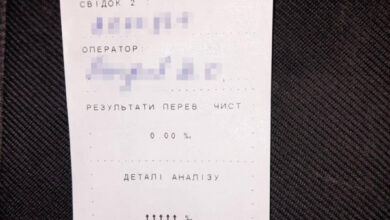 СВІДОК 2
ОПЕРАТОР:
РЕЗУЛЬТАТИ ПЕРЕВ. ЧИСТ
0.00 ‰
ДЕТАЛІ АНАЛІЗУ
↑↑↑↑↑ ‰